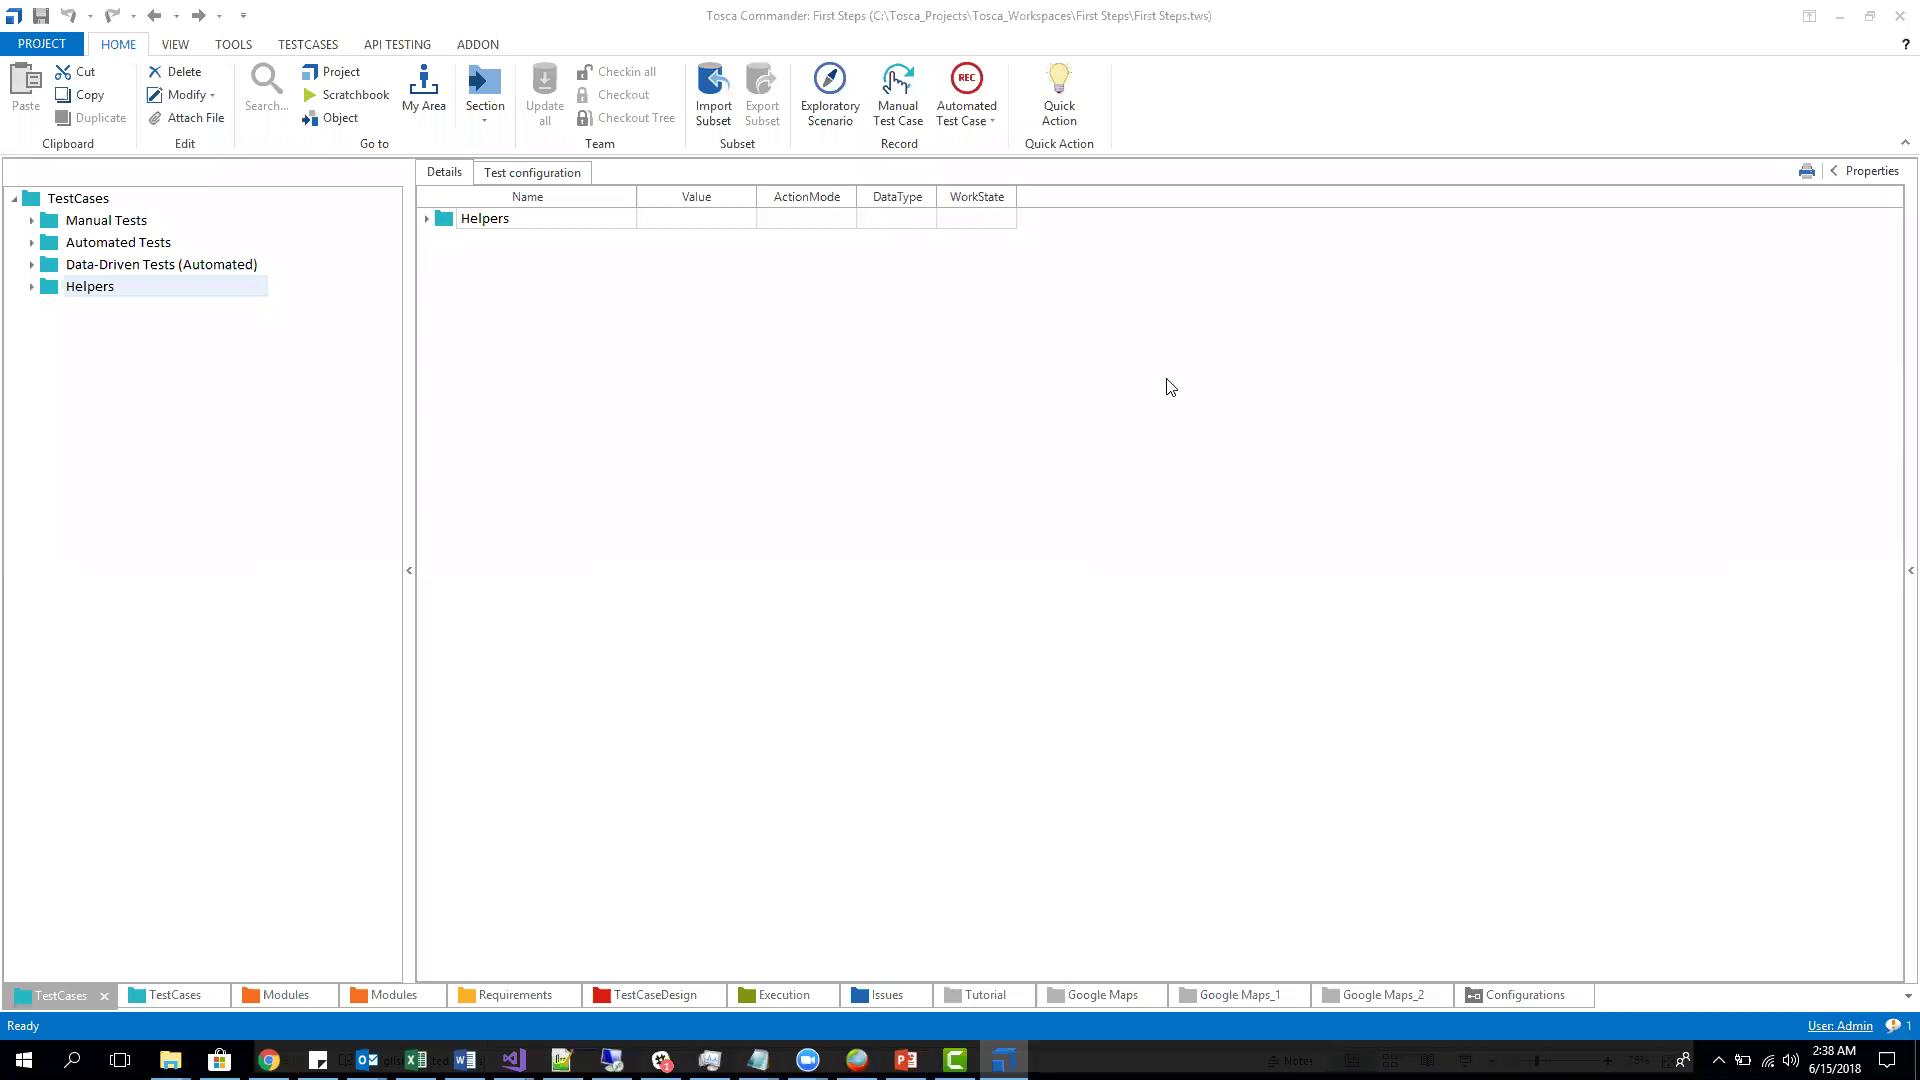 Tosca Commander: First Steps (C:\Tosca_Projects\Tosca_Workspaces\First Steps\First Steps.tws)
PROJECT HOME VIEW TOOLS TESTCASES API TESTING ADDON ?
Paste
Cut
Copy
Duplicate
Clipboard
Delete
Modify
Attach File
Edit
Search...
Project
Scratchbook
Object
My Area
Section
Go to
Update all
Checkin all
Checkout
Checkout Tree
Team
Import Subset
Export Subset
Subset
Exploratory Scenario
Manual Test Case
REC
Automated Test Case
Record
Quick Action
Quick Action
Details Test configuration Properties
TestCases
Manual Tests
Automated Tests
Data-Driven Tests (Automated)
Helpers
Name Value ActionMode DataType WorkState
Helpers
TestCases TestCases Modules Modules Requirements TestCaseDesign Execution Issues Tutorial Google Maps Google Maps_1 Google Maps_2 Configurations
Ready User: Admin 1
Notes 78%
2:38 AM
6/15/2018